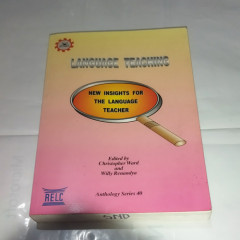 LANGUAGE TEACHING
NEW INSIGHTS FOR
THE LANGUAGE
TEACHER
Edited by
Christopher Ward
and
Willy Renandya
RELC
Anthology Series 40